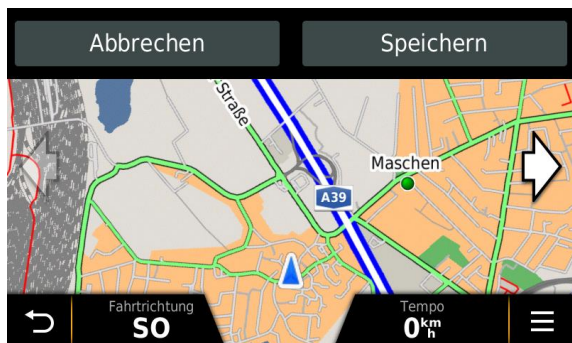 Abbrechen
Speichern
Straße
Maschen
A39
Fahrtrichtung
SO
Tempo
0 km/h